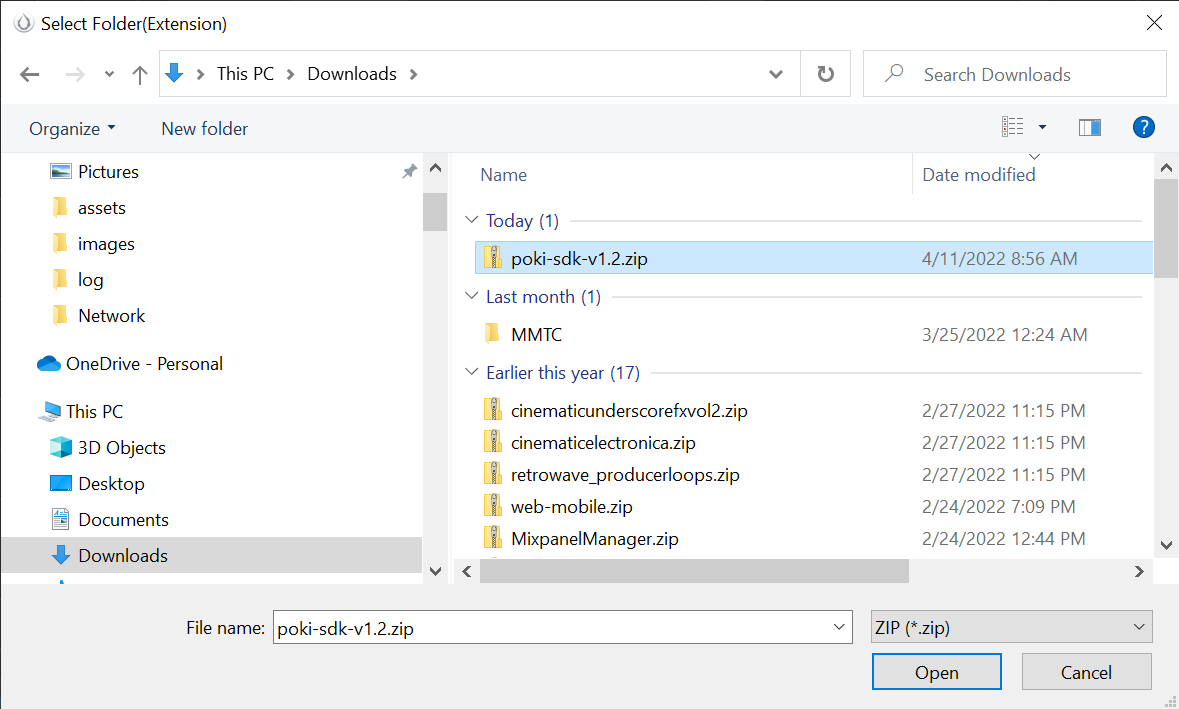 Select Folder(Extension)
This PC Downloads
Search Downloads
Organize New folder
?
Pictures
assets
images
log
Network
OneDrive - Personal
This PC
3D Objects
Desktop
Documents
Downloads
Name Date modified
Today (1)
poki-sdk-v1.2.zip 4/11/2022 8:56 AM
Last month (1)
MMTC 3/25/2022 12:24 AM
Earlier this year (17)
cinematicunderscorefxvol2.zip 2/27/2022 11:15 PM
cinematicelectronica.zip 2/27/2022 11:15 PM
retrowave_producerloops.zip 2/27/2022 11:15 PM
web-mobile.zip 2/24/2022 7:09 PM
MixpanelManager.zip 2/24/2022 12:44 PM
File name: poki-sdk-v1.2.zip ZIP (*.zip)
Open Cancel